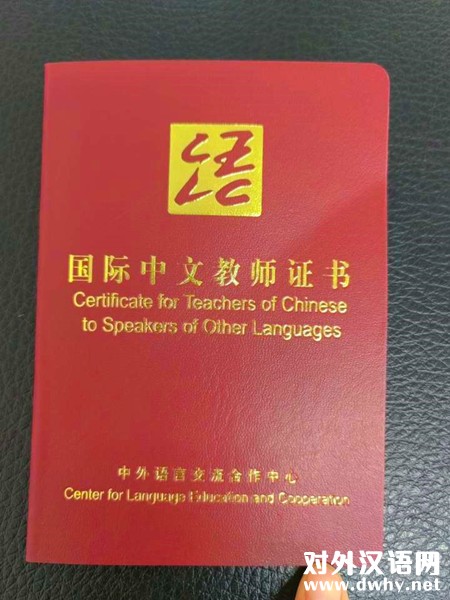 国际中文教师证书
Certificate for Teachers of Chinese
to Speakers of Other Languages
中外语言交流合作中心
Center for Language Education and Cooperation
对外汉语网
www.dwhy.net